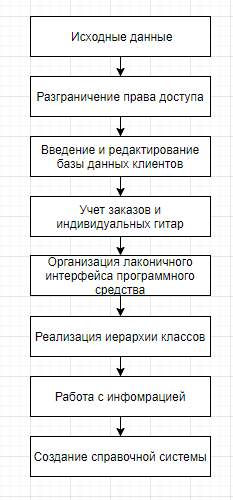 Исходные данные
Разграничение права доступа
Введение и редактирование
базы данных клиентов
Учет заказов и
индивидуальных гитар
Организация лаконичного
интерфейса программного
средства
Реализация иерархии классов
Работа с инфомрацией
Создание справочной системы